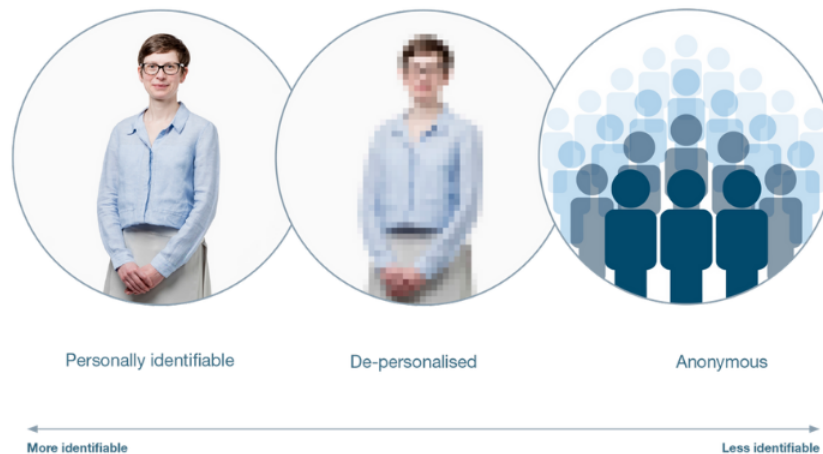 Personally identifiable
De-personalised
Anonymous
More identifiable
Less identifiable